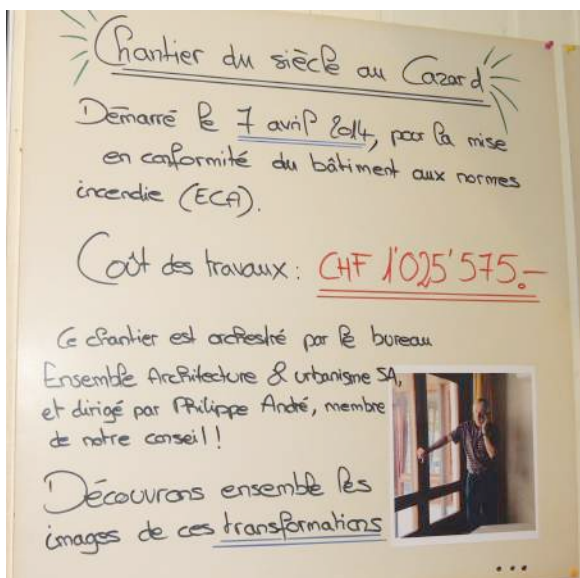 Chantier du siècle au Cazard
Démarré le 7 avril 2014, pour la mise
en conformité du bâtiment aux normes
incendie (ECA).
Coût des travaux : CHF 1'025'575.–
Ce chantier est orchestré par le bureau
Ensemble Architecture & urbanisme SA,
et dirigé par Philippe André, membre
de notre conseil !
Découvrons ensemble les
images de ces transformations
...